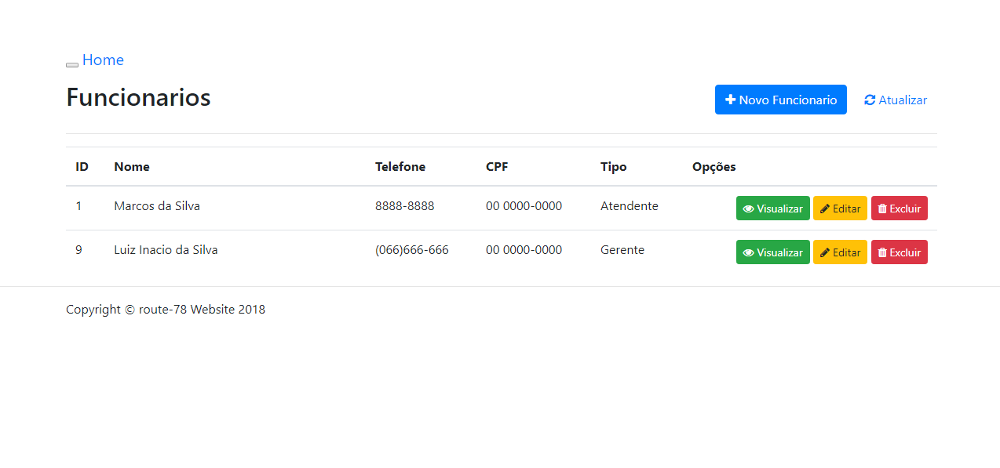 Home
Funcionarios Novo Funcionario Atualizar
ID Nome Telefone CPF Tipo Opções
1 Marcos da Silva 8888-8888 00 0000-0000 Atendente Visualizar Editar Excluir
9 Luiz Inacio da Silva (066)666-666 00 0000-0000 Gerente Visualizar Editar Excluir
Copyright © route-78 Website 2018